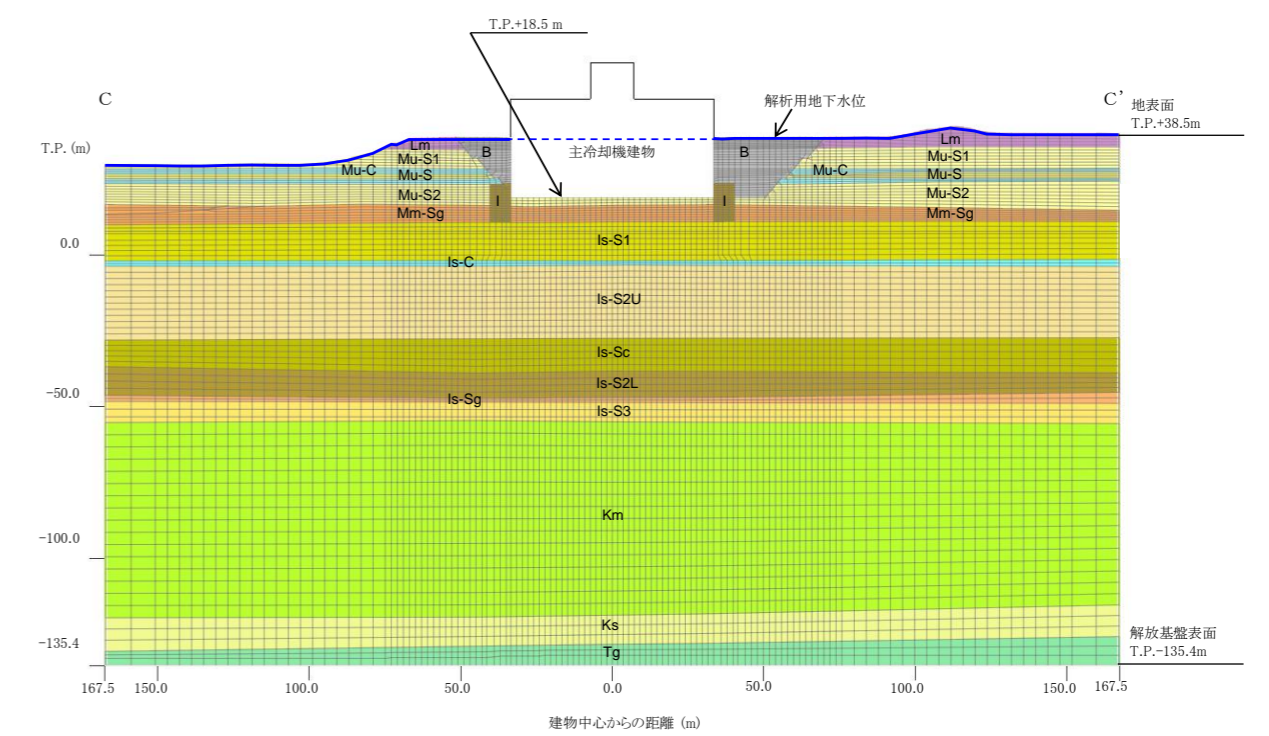 T.P.+18.5 m
C
解析用地下水位
C’
地表面
T.P.+38.5m
T.P. (m)
主冷却機建物
Lm
B
B
Lm
Mu-S1
Mu-S1
Mu-C
Mu-S
Mu-C
Mu-S
Mu-S2
Mu-S2
I
I
Mm-Sg
Mm-Sg
0.0
Is-S1
Is-C
Is-S2U
Is-Sc
Is-S2L
−50.0
Is-Sg
Is-S3
Km
−100.0
Ks
−135.4
Tg
解放基盤表面
T.P.-135.4m
167.5 150.0 100.0 50.0 0.0 50.0 100.0 150.0 167.5
建物中心からの距離 (m)